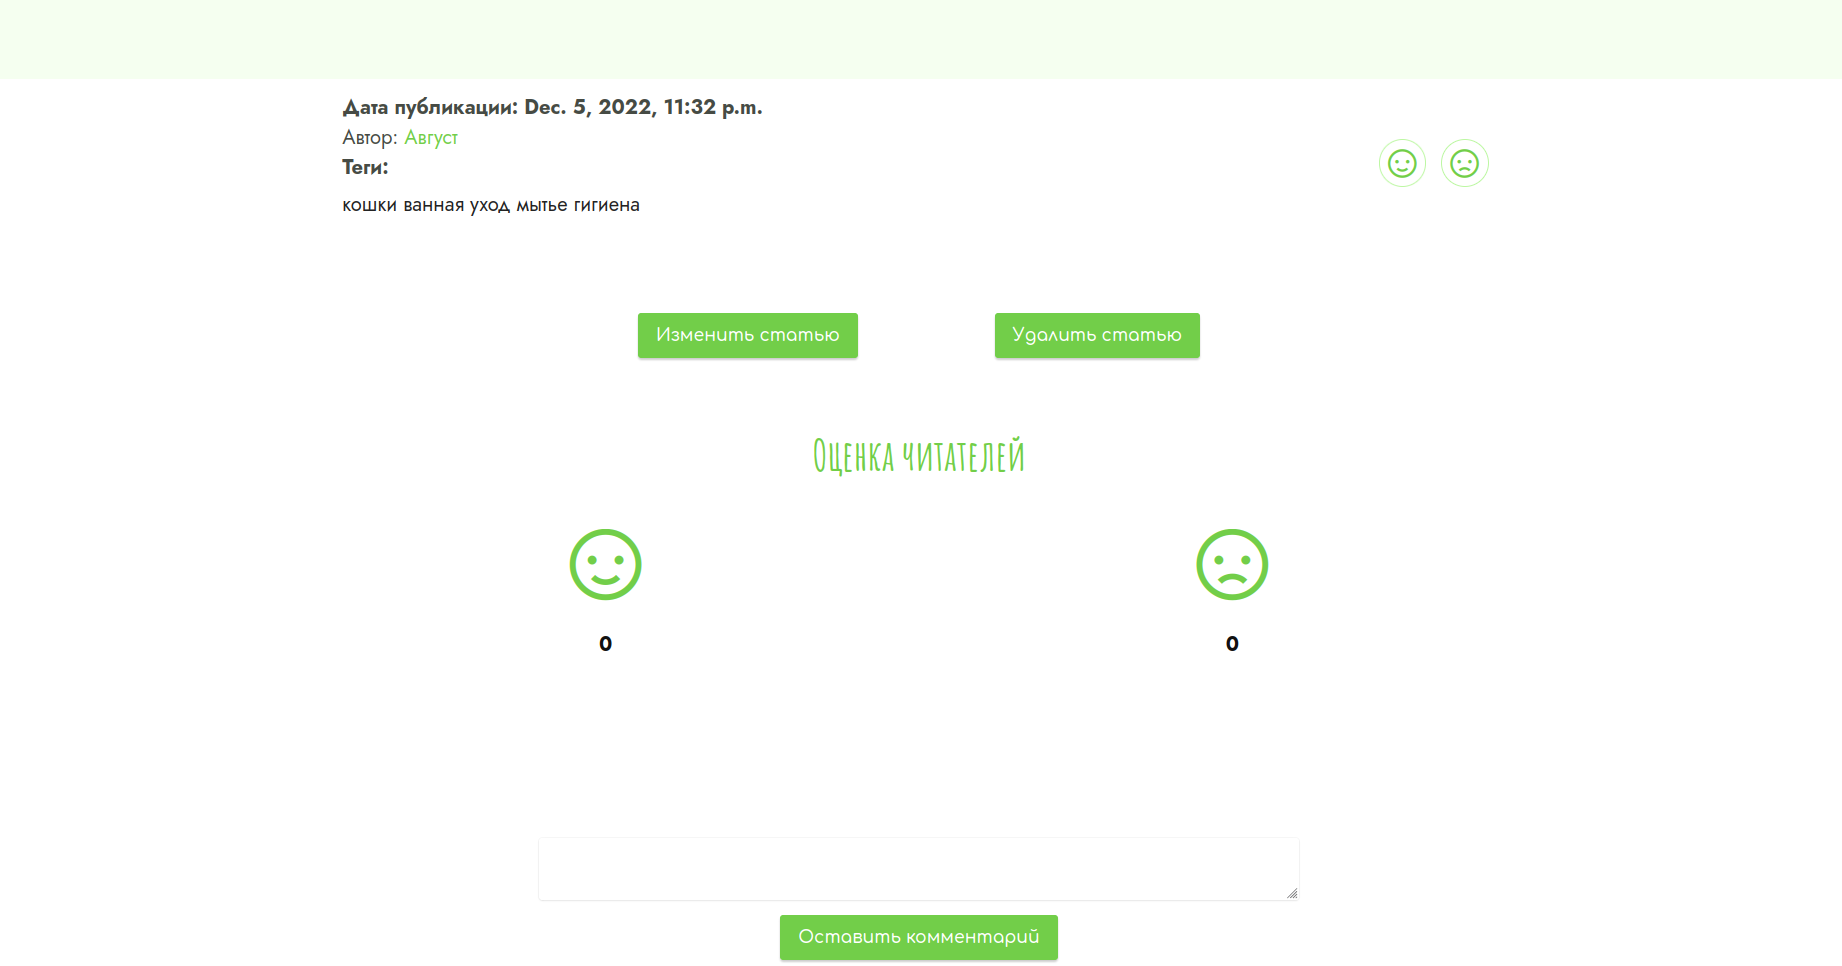 Дата публикации: Dec. 5, 2022, 11:32 p.m.
Автор: Август
Теги:
кошки ванная уход мытье гигиена
Изменить статью
Удалить статью
Оценка читателей
0
0
Оставить комментарий